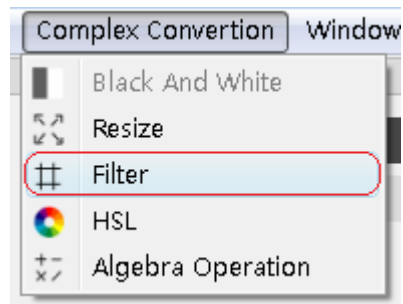 Complex Convertion Window
Black And White
Resize
Filter
HSL
Algebra Operation